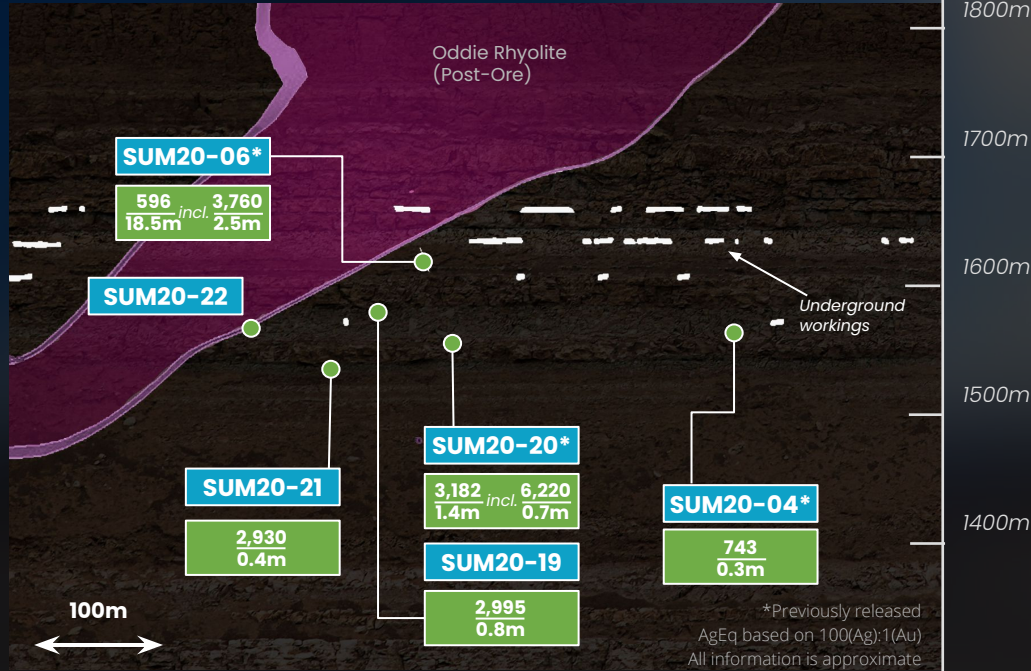 1800m
Oddie Rhyolite
(Post-Ore)
1700m
SUM20-06*
596 incl. 3,760
18.5m 2.5m
1600m
SUM20-22
Underground
workings
1500m
SUM20-20*
3,182 incl. 6,220
1.4m 0.7m
SUM20-21
2,930
0.4m
SUM20-04*
743
0.3m
1400m
SUM20-19
2,995
0.8m
100m
*Previously released
AgEq based on 100(Ag):1(Au)
All information is approximate